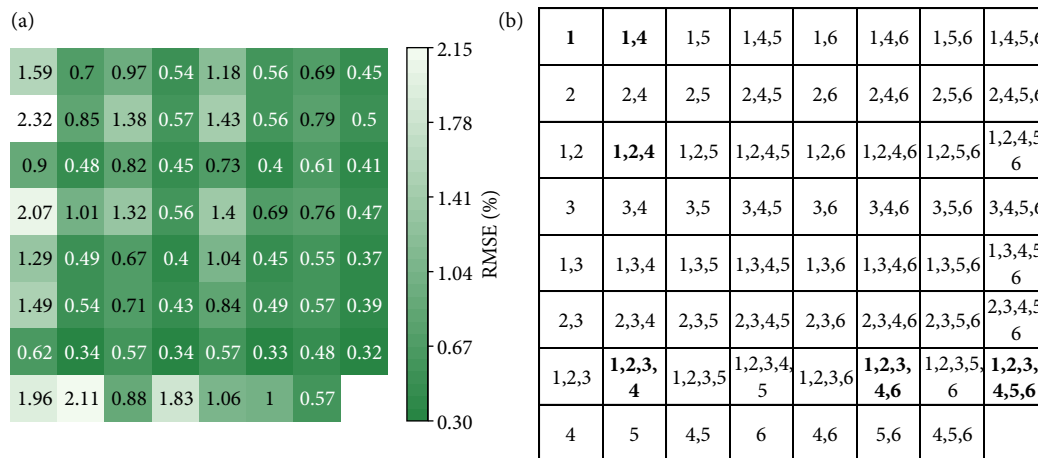 (a)
1.59 0.7 0.97 0.54 1.18 0.56 0.69 0.45
2.32 0.85 1.38 0.57 1.43 0.56 0.79 0.5
0.9 0.48 0.82 0.45 0.73 0.4 0.61 0.41
2.07 1.01 1.32 0.56 1.4 0.69 0.76 0.47
1.29 0.49 0.67 0.4 1.04 0.45 0.55 0.37
1.49 0.54 0.71 0.43 0.84 0.49 0.57 0.39
0.62 0.34 0.57 0.34 0.57 0.33 0.48 0.32
1.96 2.11 0.88 1.83 1.06 1 0.57
2.15
1.78
1.41
1.04
0.67
0.30
RMSE (%)
(b)
1 1,4 1,5 1,4,5 1,6 1,4,6 1,5,6 1,4,5,6
2 2,4 2,5 2,4,5 2,6 2,4,6 2,5,6 2,4,5,6
1,2 1,2,4 1,2,5 1,2,4,5 1,2,6 1,2,4,6 1,2,5,6 1,2,4,5
6
3 3,4 3,5 3,4,5 3,6 3,4,6 3,5,6 3,4,5,6
1,3 1,3,4 1,3,5 1,3,4,5 1,3,6 1,3,4,6 1,3,5,6 1,3,4,5
6
2,3 2,3,4 2,3,5 2,3,4,5 2,3,6 2,3,4,6 2,3,5,6 2,3,4,5
6
1,2,3 1,2,3, 1,2,3,5 1,2,3,4, 1,2,3,6 1,2,3, 1,2,3,5, 1,2,3,
4 5 4,6 6 4,5,6
4 5 4,5 6 4,6 5,6 4,5,6